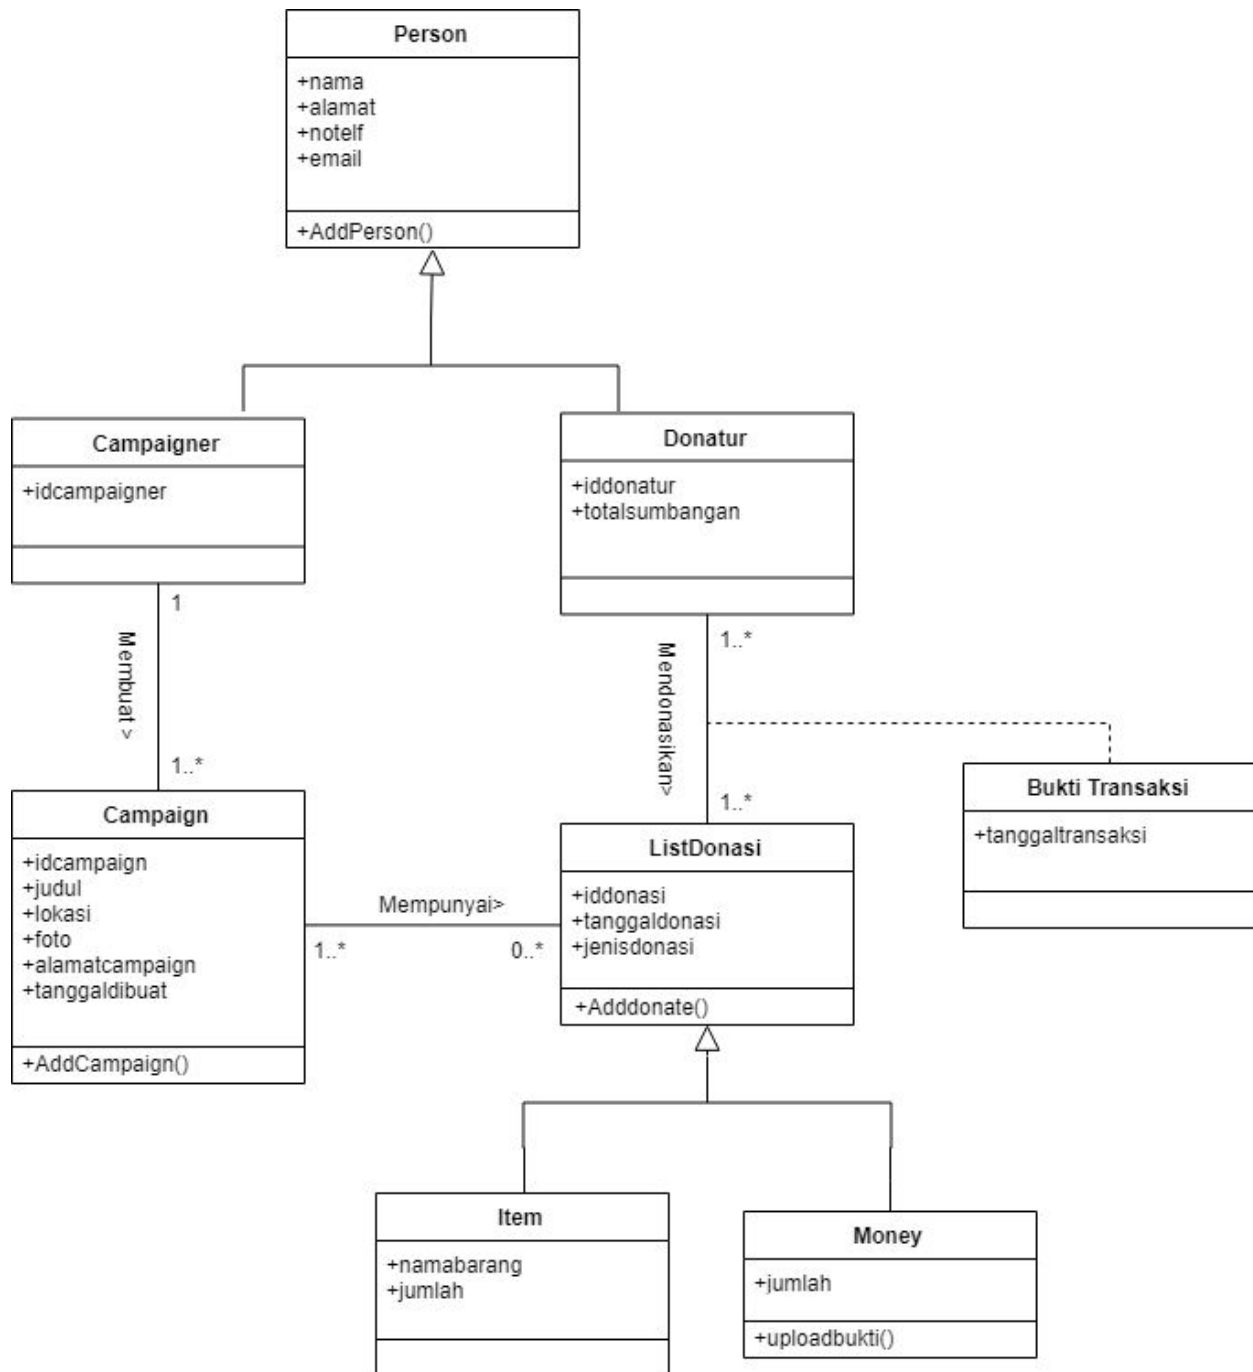 Person
+nama
+alamat
+notelf
+email
+AddPerson()
Campaigner
+idcampaigner
Donatur
+iddonatur
+totalsumbangan
1
Membuat >
1..*
1..*
Mendonasikan>
1..*
Bukti Transaksi
+tanggaltransaksi
Campaign
+idcampaign
+judul
+lokasi
+foto
+alamatcampaign
+tanggaldibuat
+AddCampaign()
Mempunyai>
1..*
0..*
ListDonasi
+iddonasi
+tanggaldonasi
+jenisdonasi
+Adddonate()
Item
+namabarang
+jumlah
Money
+jumlah
+uploadbukti()